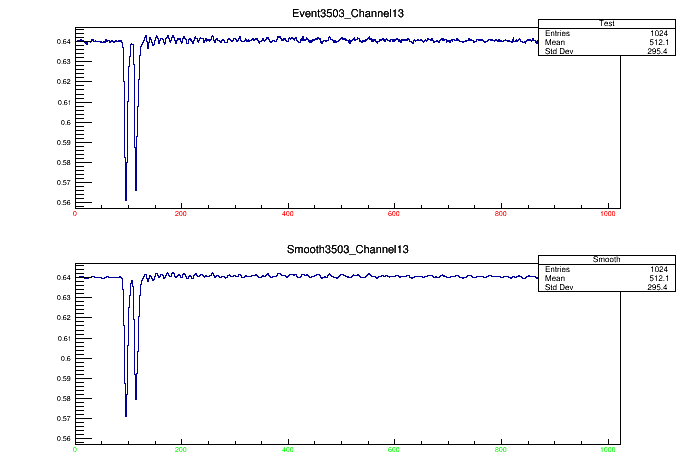 Event3503_Channel13
Test
Entries 1024
Mean 512.1
Std Dev 295.4
0.64
0.63
0.62
0.61
0.6
0.59
0.58
0.57
0.56
0 200 400 600 800 1000
Smooth3503_Channel13
Smooth
Entries 1024
Mean 512.1
Std Dev 295.4
0.64
0.63
0.62
0.61
0.6
0.59
0.58
0.57
0.56
0 200 400 600 800 1000